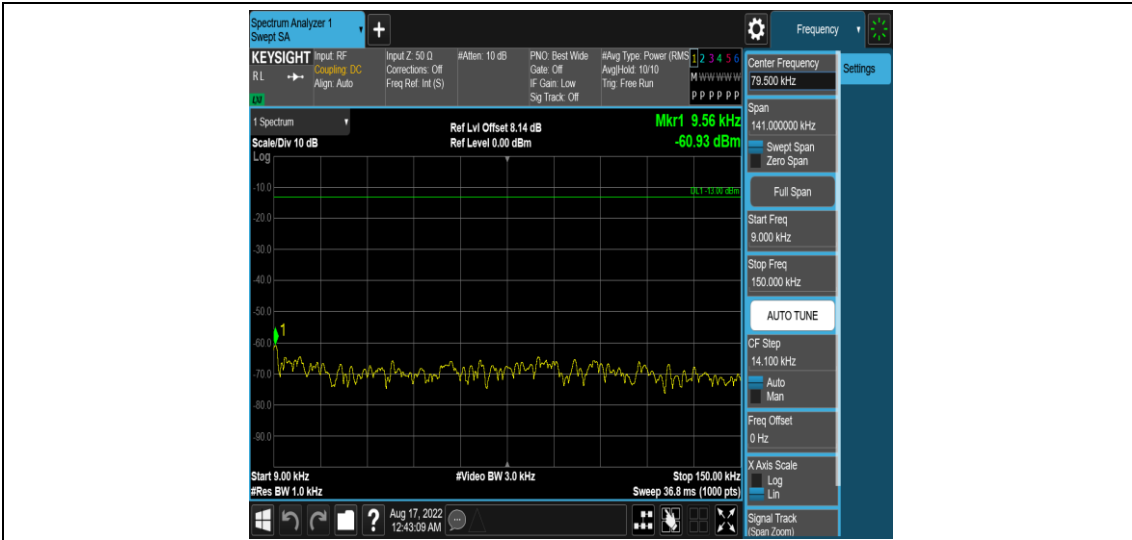 Spectrum Analyzer 1
Swept SA
+
Frequency
KEYSIGHT
RL
LXI
Input: RF
Coupling: DC
Align: Auto
Input Z: 50 Ω
Corrections: Off
Freq Ref: Int (S)
#Atten: 10 dB
PNO: Best Wide
Gate: Off
IF Gain: Low
Sig Track: Off
#Avg Type: Power (RMS
Avg|Hold: 10/10
Trig: Free Run
1 2 3 4 5 6
M W W W W W
P P P P P P
Center Frequency
79.500 kHz
Settings
Span
141.000000 kHz
Swept Span
Zero Span
Full Span
Start Freq
9.000 kHz
Stop Freq
150.000 kHz
AUTO TUNE
CF Step
14.100 kHz
Auto
Man
Freq Offset
0 Hz
X Axis Scale
Log
Lin
Signal Track
(Span Zoom)
1 Spectrum
Scale/Div 10 dB
Log
Ref Lvl Offset 8.14 dB
Ref Level 0.00 dBm
Mkr1 9.56 kHz
-60.93 dBm
DL1 -13.00 dBm
-10.0
-20.0
-30.0
-40.0
-50.0
1
-60.0
-70.0
-80.0
-90.0
Start 9.00 kHz
#Res BW 1.0 kHz
#Video BW 3.0 kHz
Stop 150.00 kHz
Sweep 36.8 ms (1000 pts)
?
Aug 17, 2022
12:43:09 AM